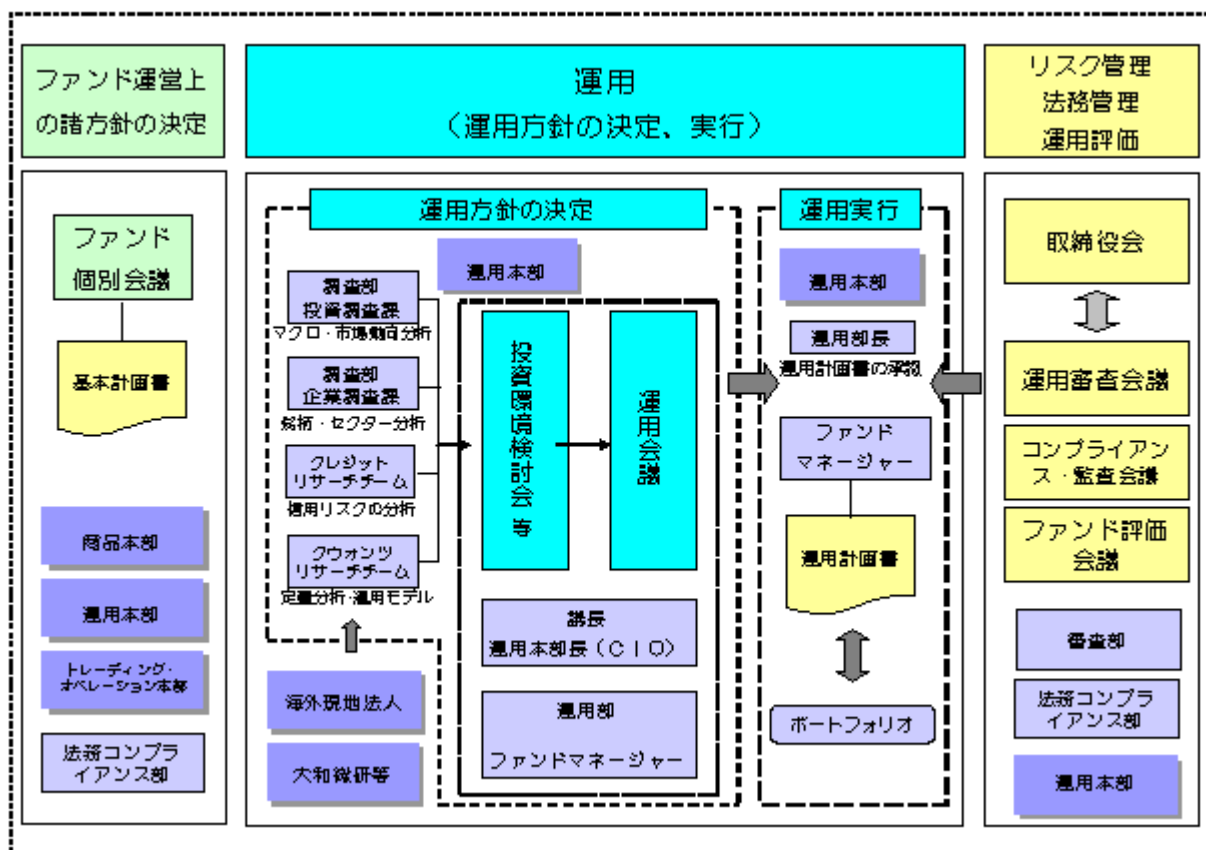 ファンド運営上
の諸方針の決定
ファンド
個別会議
基本計画書
商品本部
運用本部
トレーディング・
オペレーション本部
法務コンプラ
イアンス部
運用
（運用方針の決定、実行）
運用方針の決定
運用本部
調査部
投資調査課
マクロ・市場動向分析
調査部
企業調査課
銘柄・セクター分析
クレジット
リサーチチーム
信用リスクの分析
クウォンツ
リサーチチーム
定量分析・運用モデル
海外現地法人
大和総研等
投資環境検討会 等
運用会議
議長
運用本部長（ＣＩＯ）
運用部
ファンドマネージャー
運用実行
運用本部
運用部長
運用計画書の承認
ファンド
マネージャー
運用計画書
ポートフォリオ
リスク管理
法務管理
運用評価
取締役会
運用審査会議
コンプライアン
ス・監査会議
ファンド評価
会議
審査部
法務コンプラ
イアンス部
運用本部